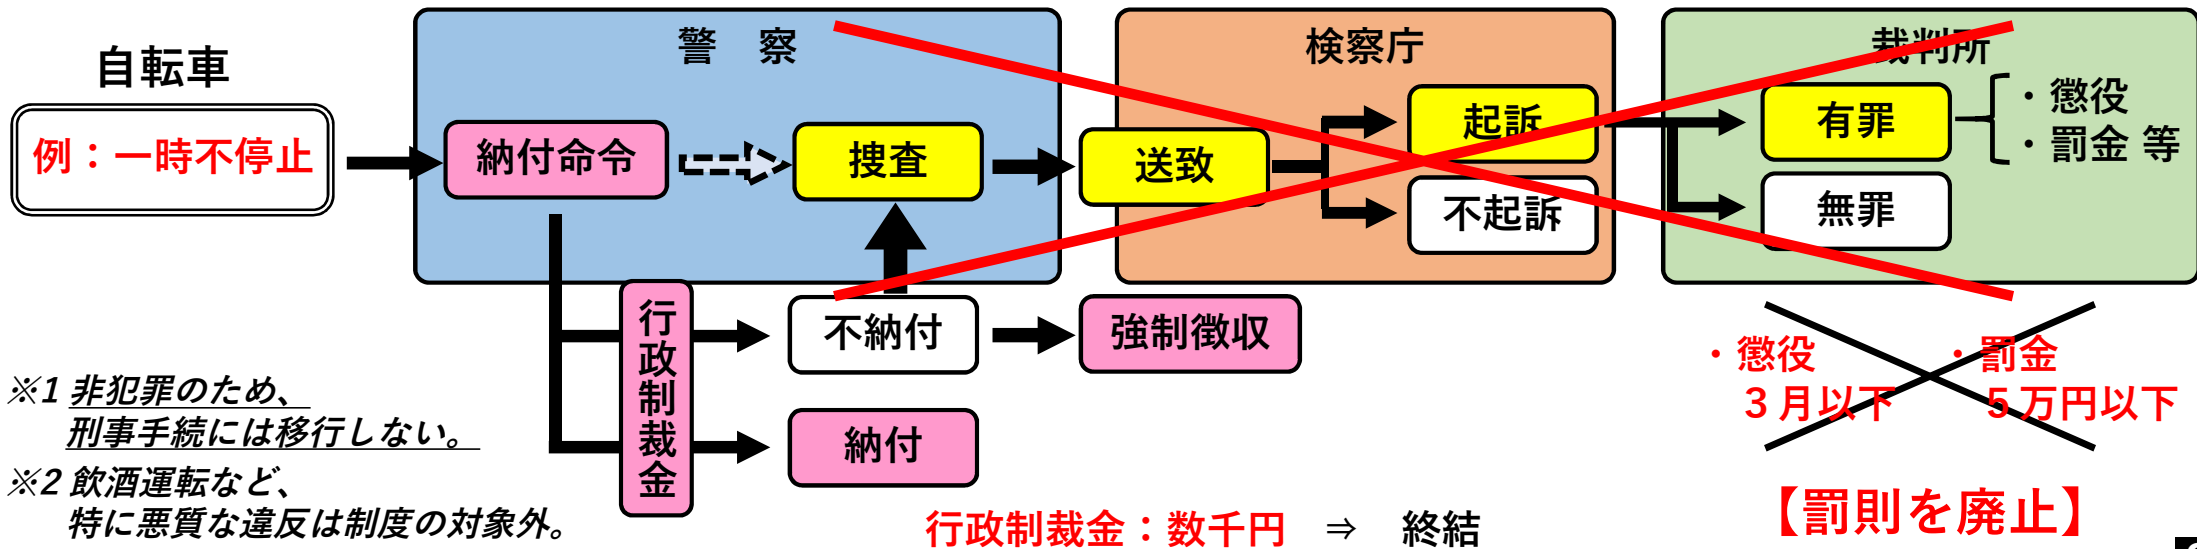 自転車
例：一時不停止
警　察
納付命令
捜査
送致
検察庁
起訴
不起訴
裁判所
有罪
無罪
・懲役
・罰金 等
行政制裁金
不納付
強制徴収
納付
・懲役
３月以下
・罰金
５万円以下
【罰則を廃止】
※1 非犯罪のため、
刑事手続には移行しない。
※2 飲酒運転など、
特に悪質な違反は制度の対象外。
行政制裁金：数千円　⇒　終結